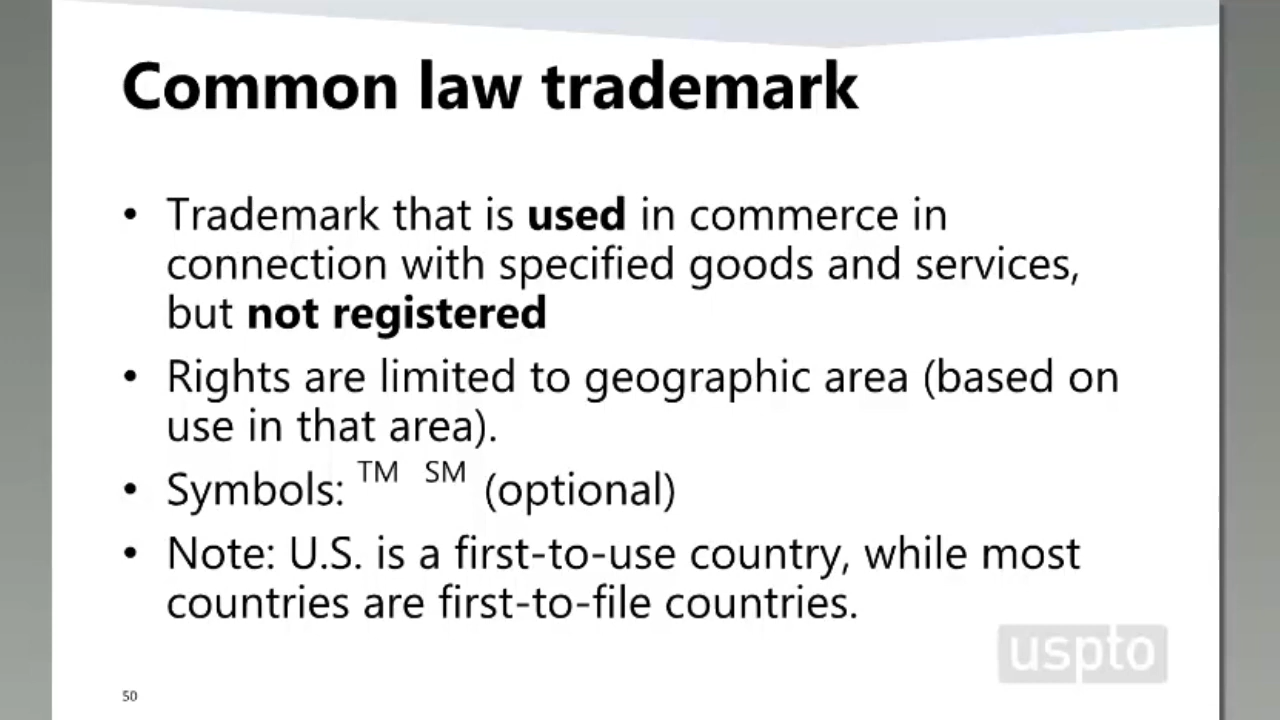 Common law trademark
• Trademark that is used in commerce in
connection with specified goods and services,
but not registered
• Rights are limited to geographic area (based on
use in that area).
• Symbols: TM SM (optional)
• Note: U.S. is a first-to-use country, while most
countries are first-to-file countries.
uspto
50